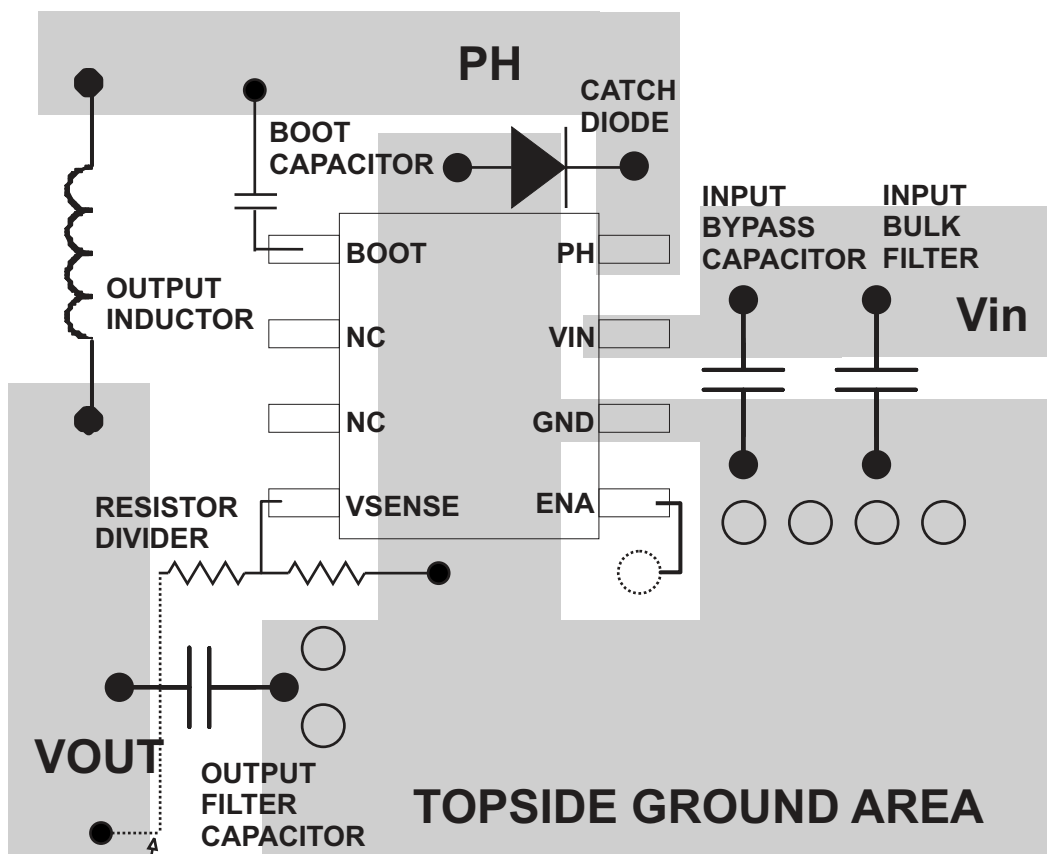 PH
CATCH
DIODE
BOOT
CAPACITOR
INPUT
BYPASS
CAPACITOR
INPUT
BULK
FILTER
BOOT
PH
OUTPUT
INDUCTOR
Vin
NC
VIN
NC
GND
RESISTOR
DIVIDER
VSENSE
ENA
VOUT
OUTPUT
FILTER
CAPACITOR
TOPSIDE GROUND AREA